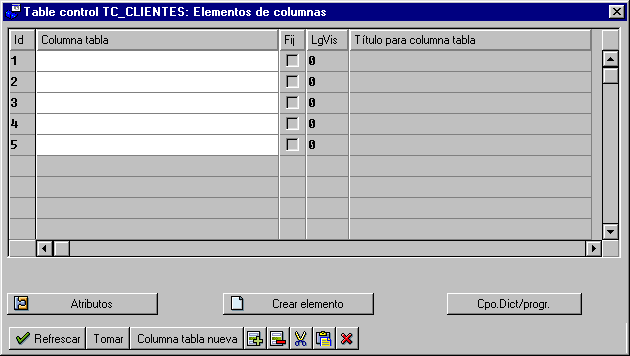 Table control TC_CLIENTES: Elementos de columnas
Id Columna tabla Fij LgVis Título para columna tabla
1 0
2 0
3 0
4 0
5 0
Atributos Crear elemento Cpo.Dict/progr.
Refrescar Tomar Columna tabla nueva